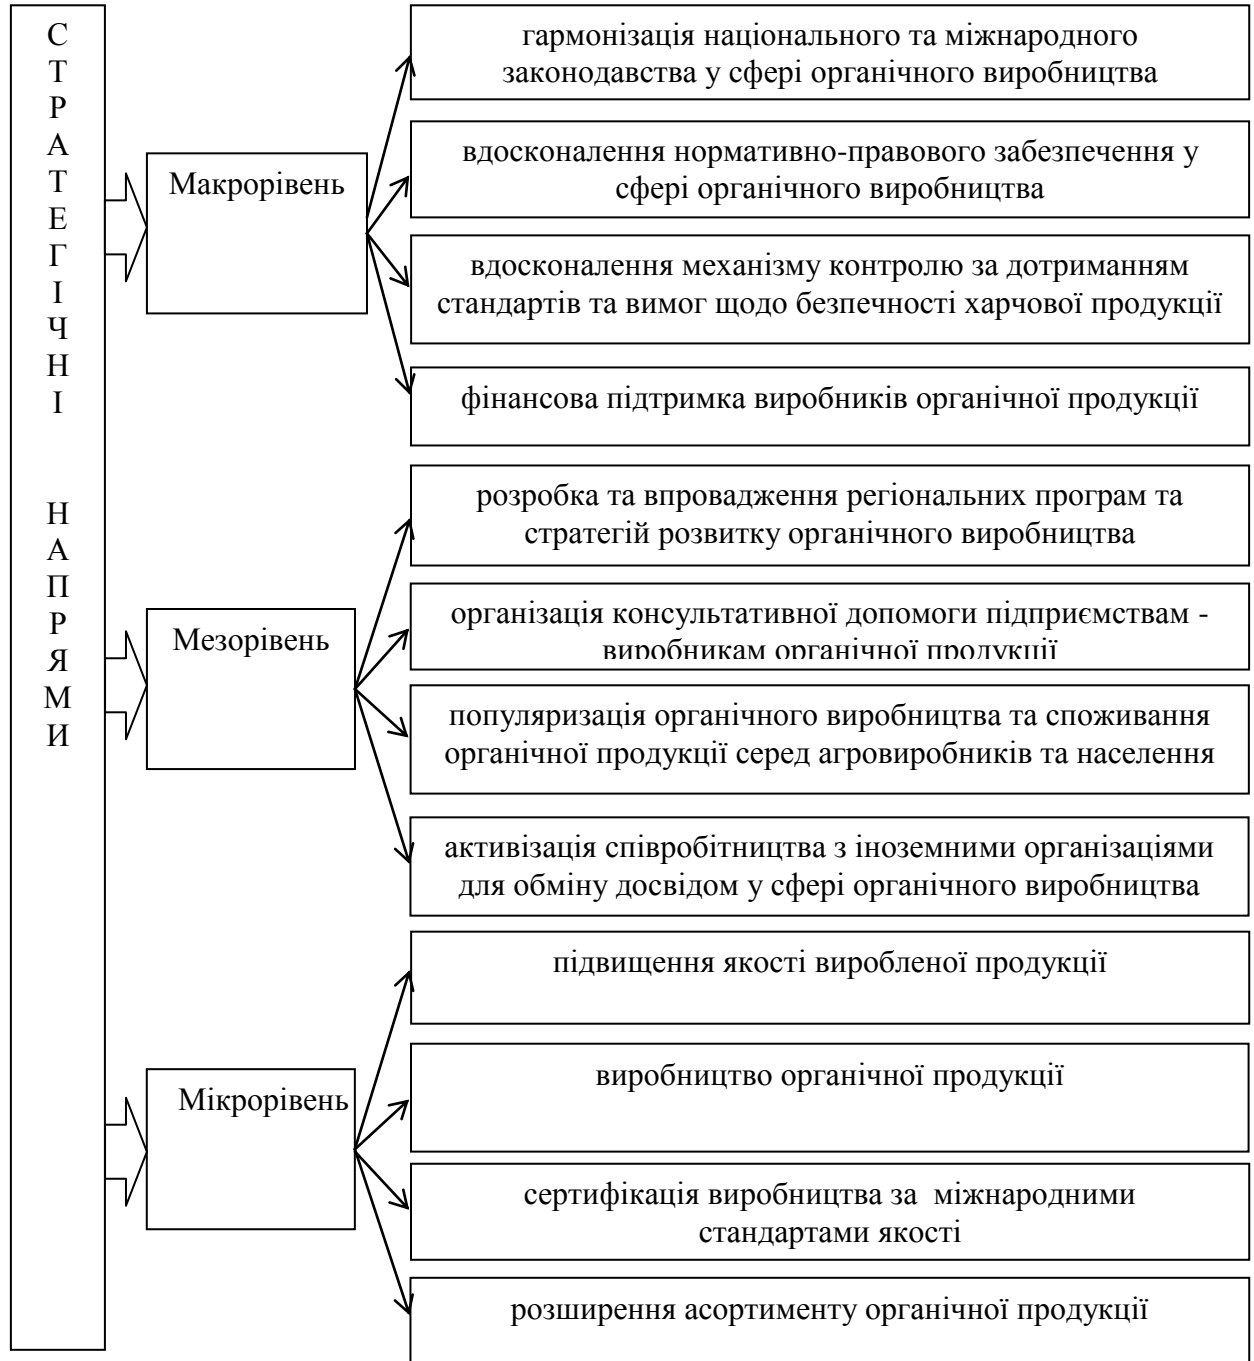 СТРАТЕГІЧНІ НАПРЯМИ
Макрорівень
гармонізація національного та міжнародного
законодавства у сфері органічного виробництва
вдосконалення нормативно-правового забезпечення у
сфері органічного виробництва
вдосконалення механізму контролю за дотриманням
стандартів та вимог щодо безпечності харчової продукції
фінансова підтримка виробників органічної продукції
Мезорівень
розробка та впровадження регіональних програм та
стратегій розвитку органічного виробництва
організація консультативної допомоги підприємствам -
виробникам органічної продукції
популяризація органічного виробництва та споживання
органічної продукції серед агровиробників та населення
активізація співробітництва з іноземними організаціями
для обміну досвідом у сфері органічного виробництва
Мікрорівень
підвищення якості виробленої продукції
виробництво органічної продукції
сертифікація виробництва за міжнародними
стандартами якості
розширення асортименту органічної продукції